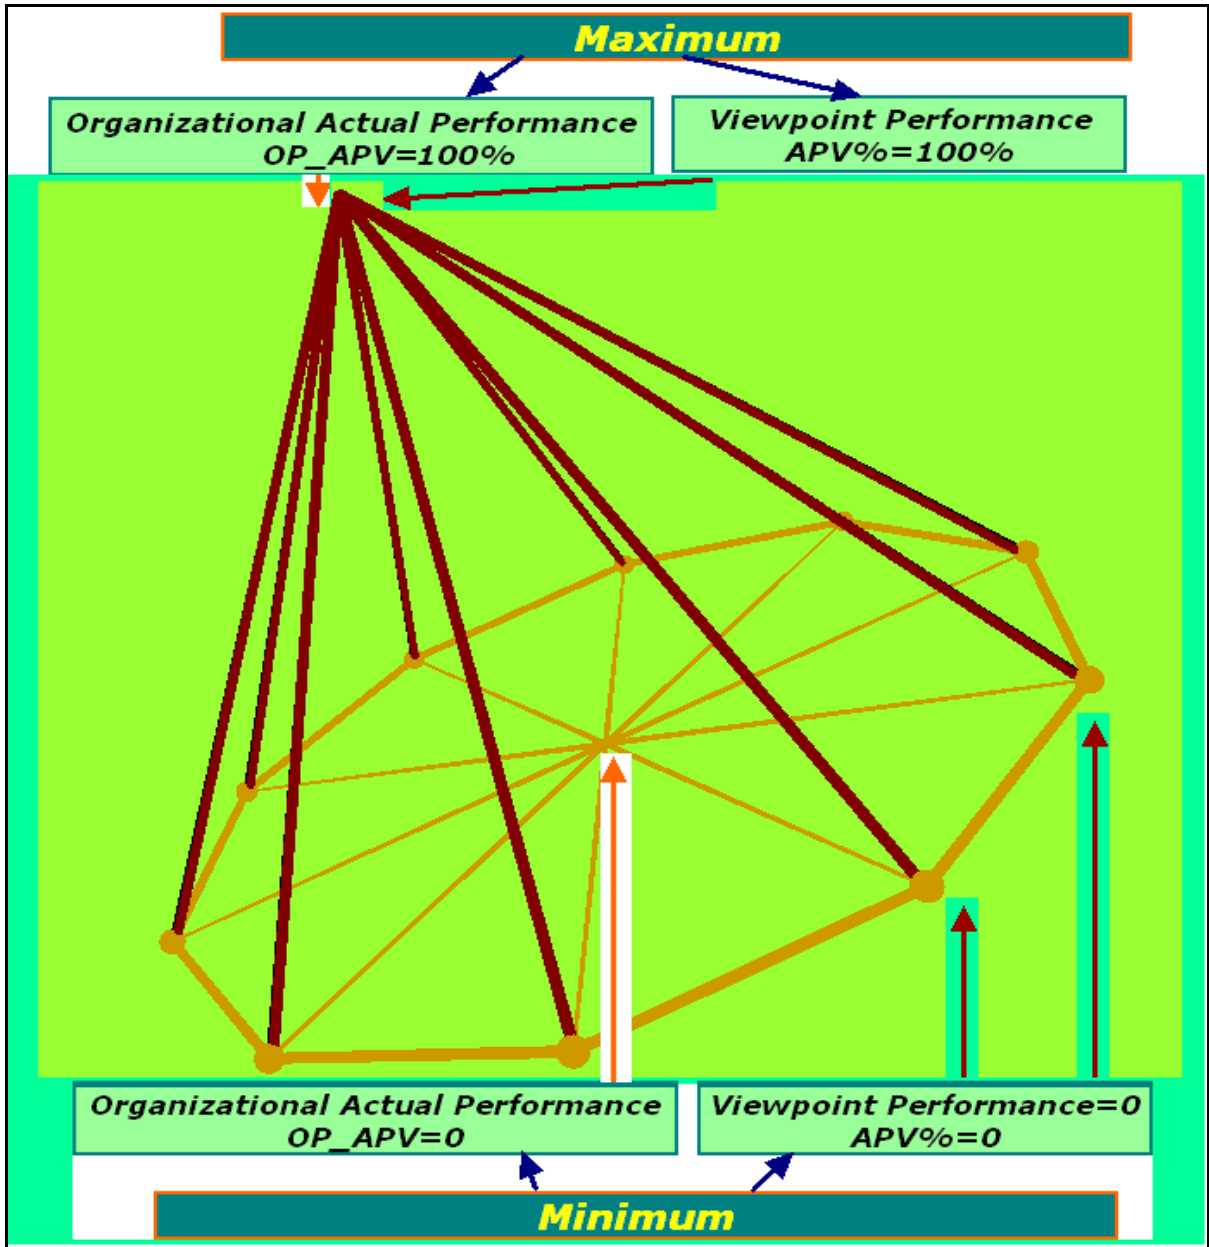 Maximum
Organizational Actual Performance
OP_APV=100%
Viewpoint Performance
APV%=100%
Organizational Actual Performance
OP_APV=0
Viewpoint Performance=0
APV%=0
Minimum